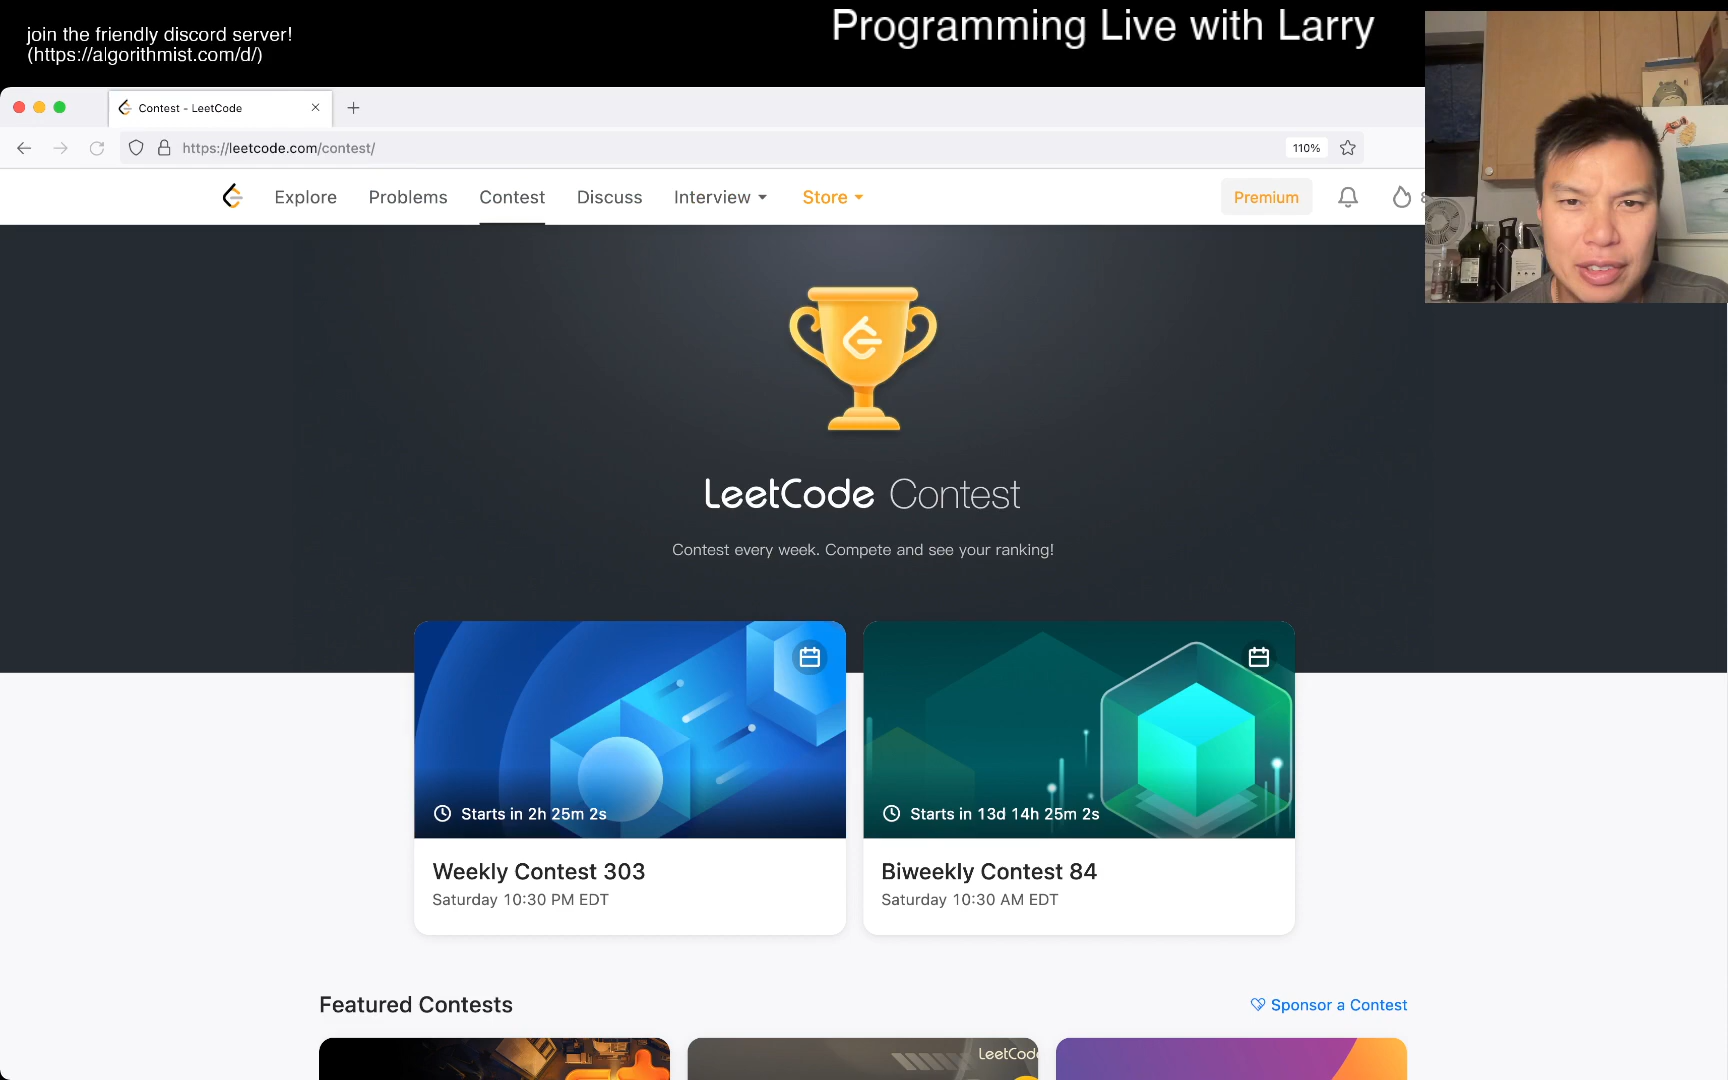 join the friendly discord server!
(https://algorithmist.com/d/)
Programming Live with Larry
Contest - LeetCode
https://leetcode.com/contest/
110%
Explore
Problems
Contest
Discuss
Interview
Store
Premium
LeetCode Contest
Contest every week. Compete and see your ranking!
Starts in 2h 25m 2s
Weekly Contest 303
Saturday 10:30 PM EDT
Starts in 13d 14h 25m 2s
Biweekly Contest 84
Saturday 10:30 AM EDT
Featured Contests
Sponsor a Contest
LeetCode